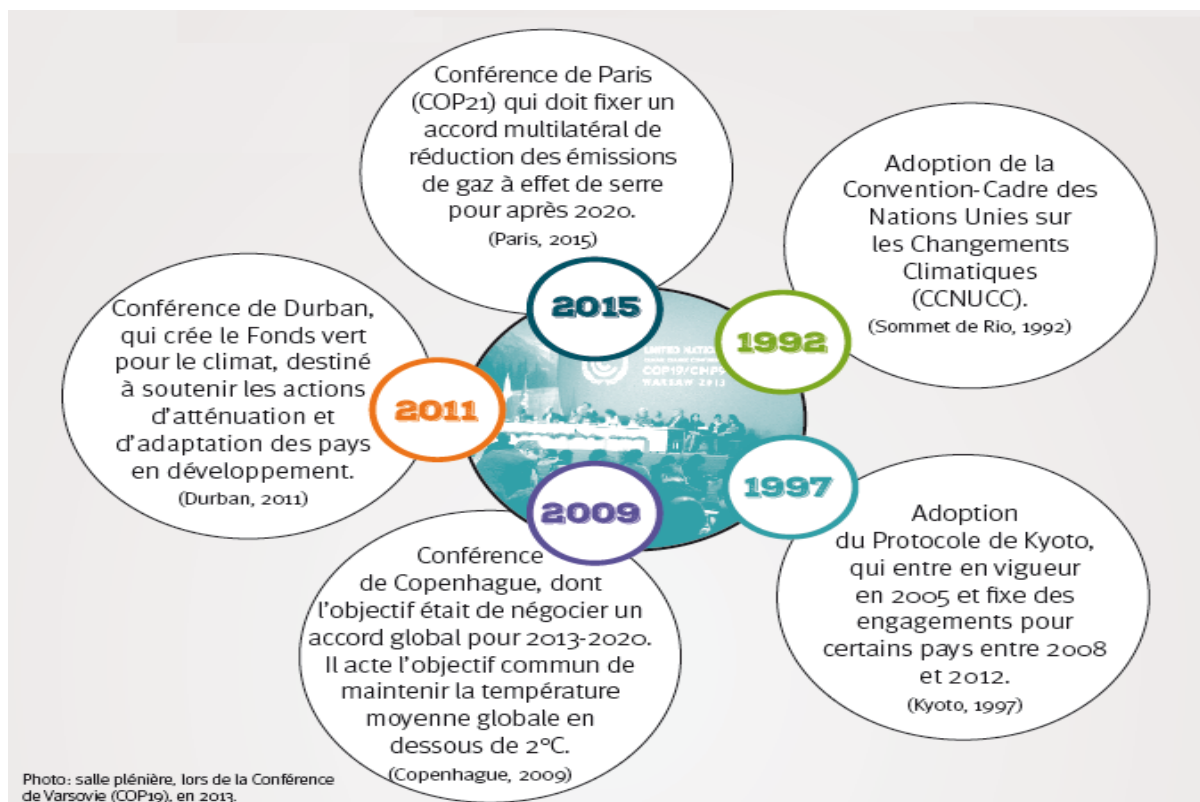 Conférence de Paris
(COP21) qui doit fixer un
accord multilatéral de
réduction des émissions
de gaz à effet de serre
pour après 2020.
(Paris, 2015)
2015
Adoption de la
Convention-Cadre des
Nations Unies sur
les Changements
Climatiques
(CCNUCC).
(Sommet de Rio, 1992)
1992
Adoption
du Protocole de Kyoto,
qui entre en vigueur
en 2005 et fixe des
engagements pour
certains pays entre 2008
et 2012.
(Kyoto, 1997)
1997
Conférence
de Copenhague, dont
l'objectif était de négocier un
accord global pour 2013-2020.
Il acte l'objectif commun de
maintenir la température
moyenne globale en
dessous de 2°C.
(Copenhague, 2009)
2009
Conférence de Durban,
qui crée le Fonds vert
pour le climat, destiné
à soutenir les actions
d'atténuation et
d'adaptation des pays
en développement.
(Durban, 2011)
2011
UNITED NATIONS
COP19/CMP9
WARSAW 2013
Photo: salle plénière, lors de la Conférence
de Varsovie (COP19), en 2013.